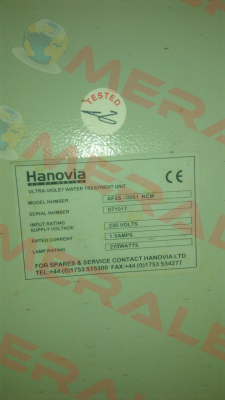 TESTED
Hanovia
CE
ULTRA-VIOLET WATER TREATMENT UNIT
MODEL NUMBER
SERIAL NUMBER
INPUT RATING
SUPPLY VOLTAGE 230 VOLTS
RATED CURRENT 1.5AMPS
LAMP RATING 270WATTS
FOR SPARES & SERVICE CONTACT HANOVIA LTD
TEL +44 (0)1753 515300 FAX +44 (0)1753 534277